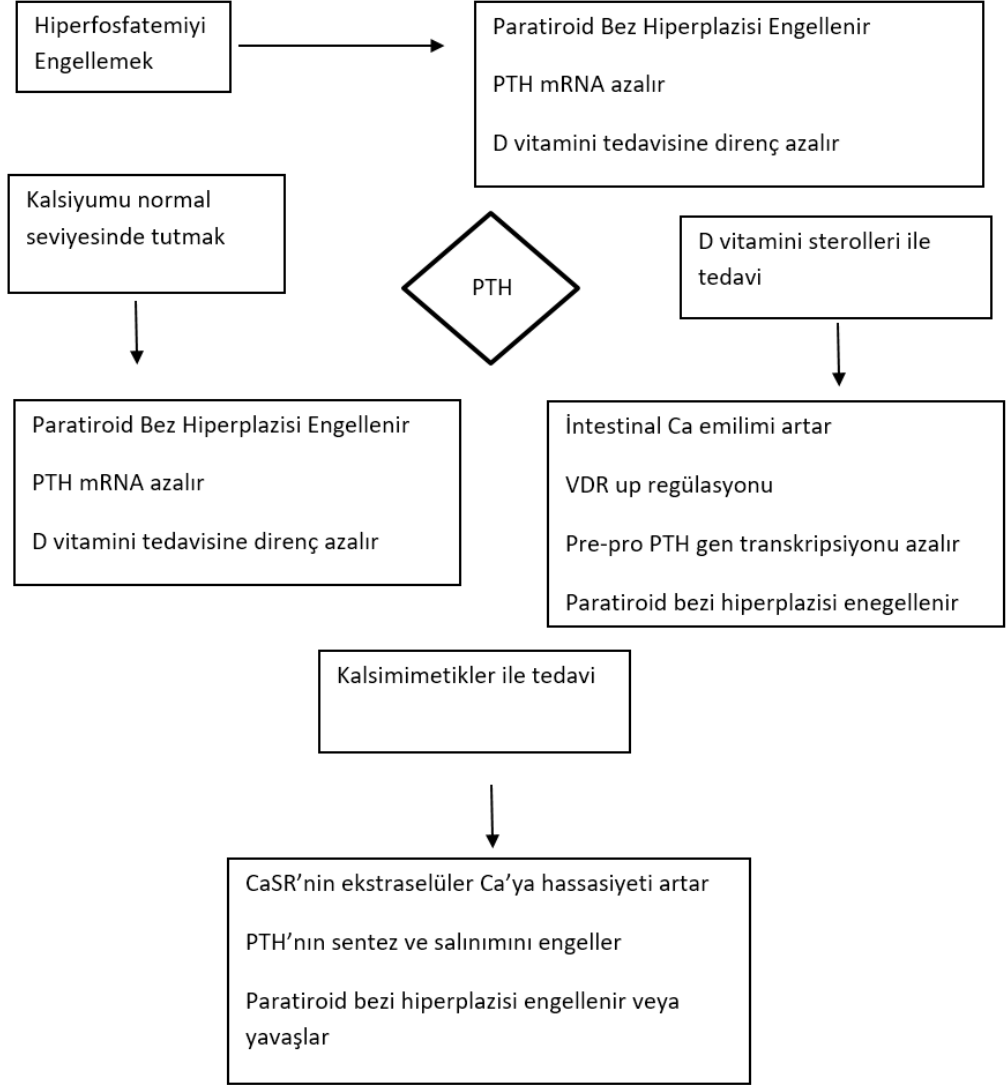 Hiperfosfatemiyi
Engellemek
Paratiroid Bez Hiperplazisi Engellenir
PTH mRNA azalır
D vitamini tedavisine direnç azalır
Kalsiyumu normal
seviyesinde tutmak
PTH
D vitamini sterolleri ile
tedavi
Paratiroid Bez Hiperplazisi Engellenir
PTH mRNA azalır
D vitamini tedavisine direnç azalır
İntestinal Ca emilimi artar
VDR up regülasyonu
Pre-pro PTH gen transkripsiyonu azalır
Paratiroid bezi hiperplazisi enegellenir
Kalsimimetikler ile tedavi
CaSR’nin ekstraselüler Ca’ya hassasiyeti artar
PTH’nın sentez ve salınımını engeller
Paratiroid bezi hiperplazisi engellenir veya
yavaşlar